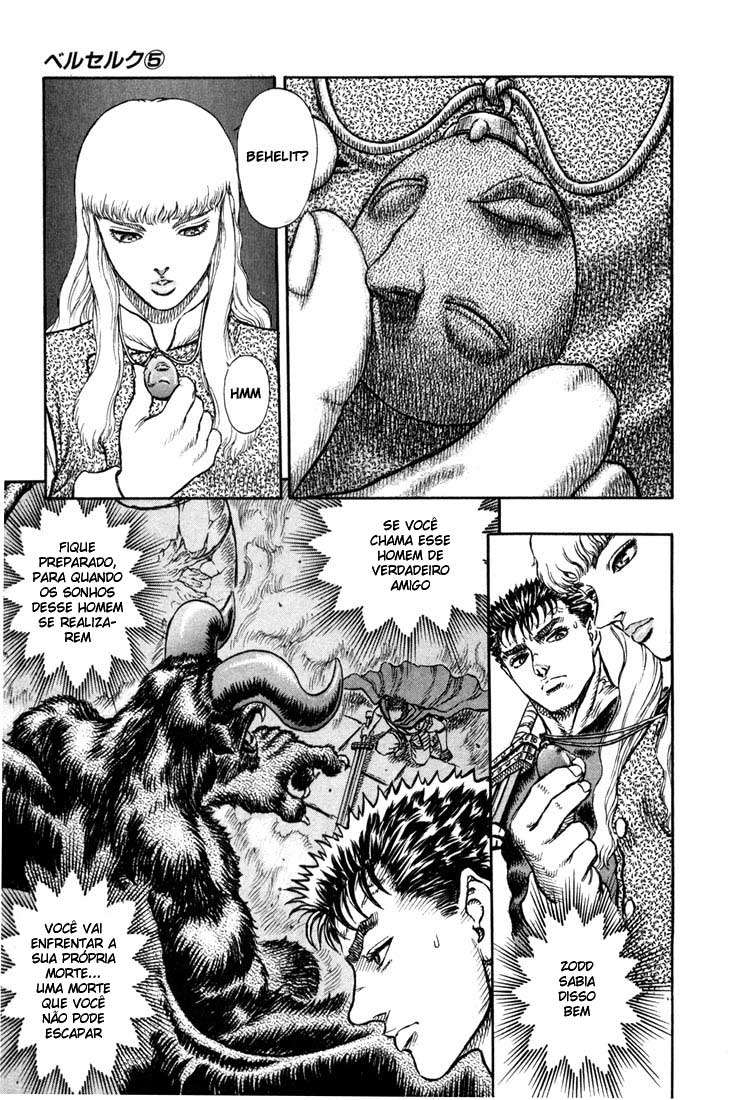 ベルセルク⑤
BEHELIT?
HMM
ZODD
SABIA
DISSO
BEM
SE VOCÊ
CHAMA ESSE
HOMEM DE
VERDADEIRO
AMIGO
FIQUE
PREPARADO,
PARA QUANDO
OS SONHOS
DESSE HOMEM
SE REALIZA-
REM
VOCÊ VAI
ENFRENTAR A
SUA PRÓPRIA
MORTE...
UMA MORTE
QUE VOCÊ
NÃO PODE
ESCAPAR